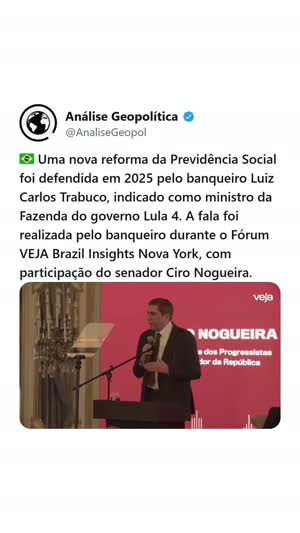 Análise Geopolítica
@AnaliseGeopol
🇧🇷 Uma nova reforma da Previdência Social
foi defendida em 2025 pelo banqueiro Luiz
Carlos Trabuco, indicado como ministro da
Fazenda do governo Lula 4. A fala foi
realizada pelo banqueiro durante o Fórum
VEJA Brazil Insights Nova York, com
participação do senador Ciro Nogueira.
veja
NOGUEIRA
dos Progressistas
da República